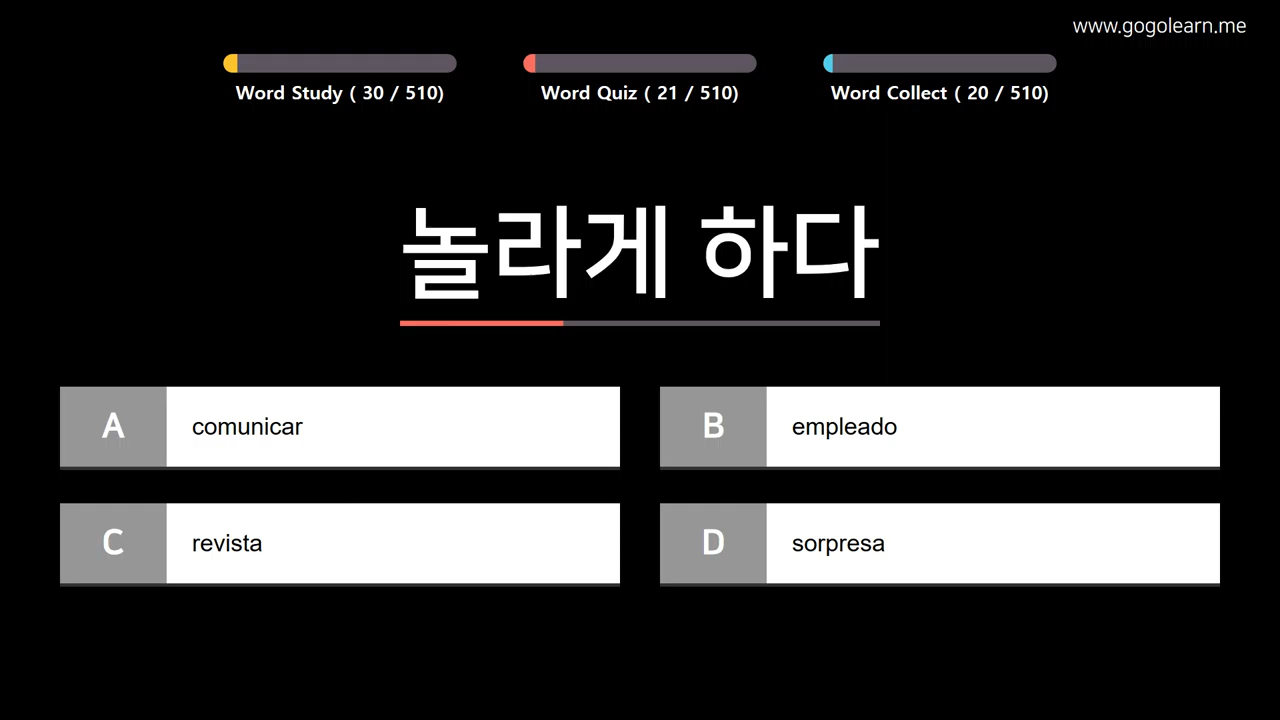 www.gogolearn.me
Word Study ( 30 / 510)
Word Quiz ( 21 / 510)
Word Collect ( 20 / 510)
놀라게 하다
A comunicar
B empleado
C revista
D sorpresa